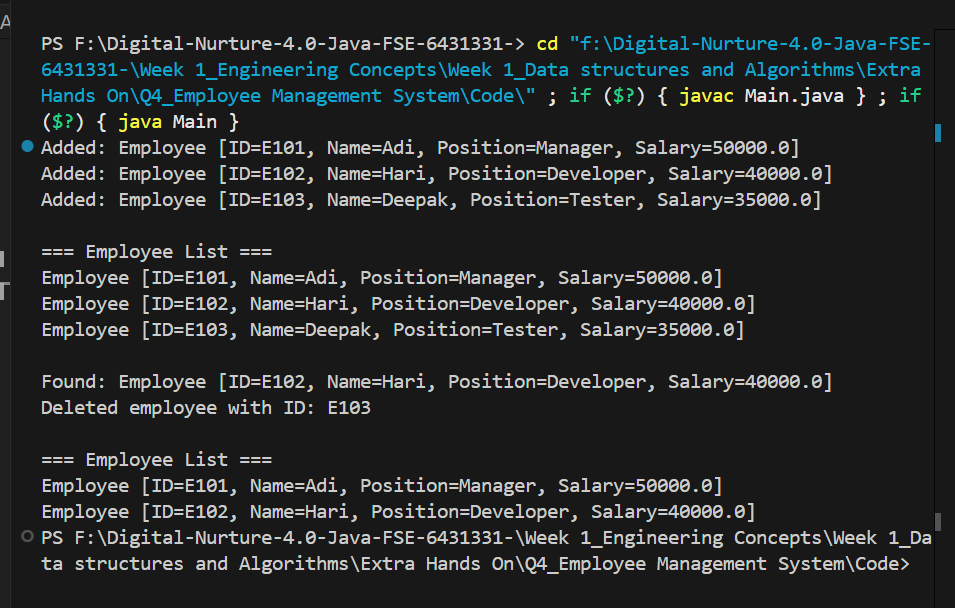 A
PS F:\Digital-Nurture-4.0-Java-FSE-6431331-> cd "f:\Digital-Nurture-4.0-Java-FSE-
6431331-\Week 1_Engineering Concepts\Week 1_Data structures and Algorithms\Extra
Hands On\Q4_Employee Management System\Code\" ; if ($?) { javac Main.java } ; if
($?) { java Main }
Added: Employee [ID=E101, Name=Adi, Position=Manager, Salary=50000.0]
Added: Employee [ID=E102, Name=Hari, Position=Developer, Salary=40000.0]
Added: Employee [ID=E103, Name=Deepak, Position=Tester, Salary=35000.0]
=== Employee List ===
Employee [ID=E101, Name=Adi, Position=Manager, Salary=50000.0]
Employee [ID=E102, Name=Hari, Position=Developer, Salary=40000.0]
Employee [ID=E103, Name=Deepak, Position=Tester, Salary=35000.0]
Found: Employee [ID=E102, Name=Hari, Position=Developer, Salary=40000.0]
Deleted employee with ID: E103
=== Employee List ===
Employee [ID=E101, Name=Adi, Position=Manager, Salary=50000.0]
Employee [ID=E102, Name=Hari, Position=Developer, Salary=40000.0]
PS F:\Digital-Nurture-4.0-Java-FSE-6431331-\Week 1_Engineering Concepts\Week 1_Da
ta structures and Algorithms\Extra Hands On\Q4_Employee Management System\Code>